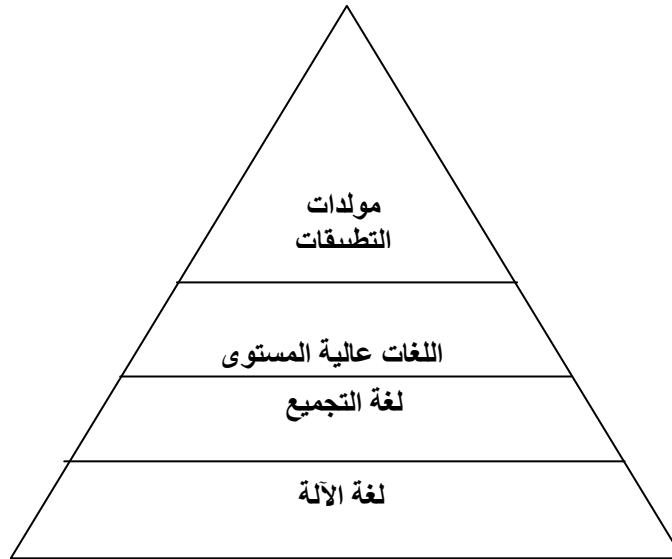 مولدات
التطبيقات
اللغات عالية المستوى
لغة التجميع
لغة الآلة